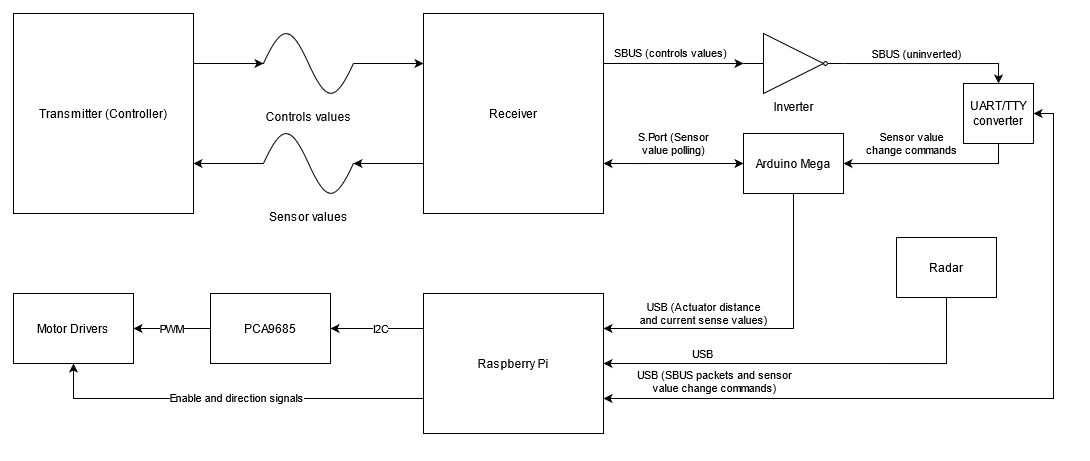 Transmitter (Controller)
Controls values
Sensor values
Receiver
SBUS (controls values)
Inverter
SBUS (uninverted)
UART/TTY
converter
S.Port (Sensor
value polling)
Arduino Mega
Sensor value
change commands
Radar
Motor Drivers
PWM
PCA9685
I2C
Raspberry Pi
USB (Actuator distance
and current sense values)
USB
USB (SBUS packets and sensor
value change commands)
Enable and direction signals